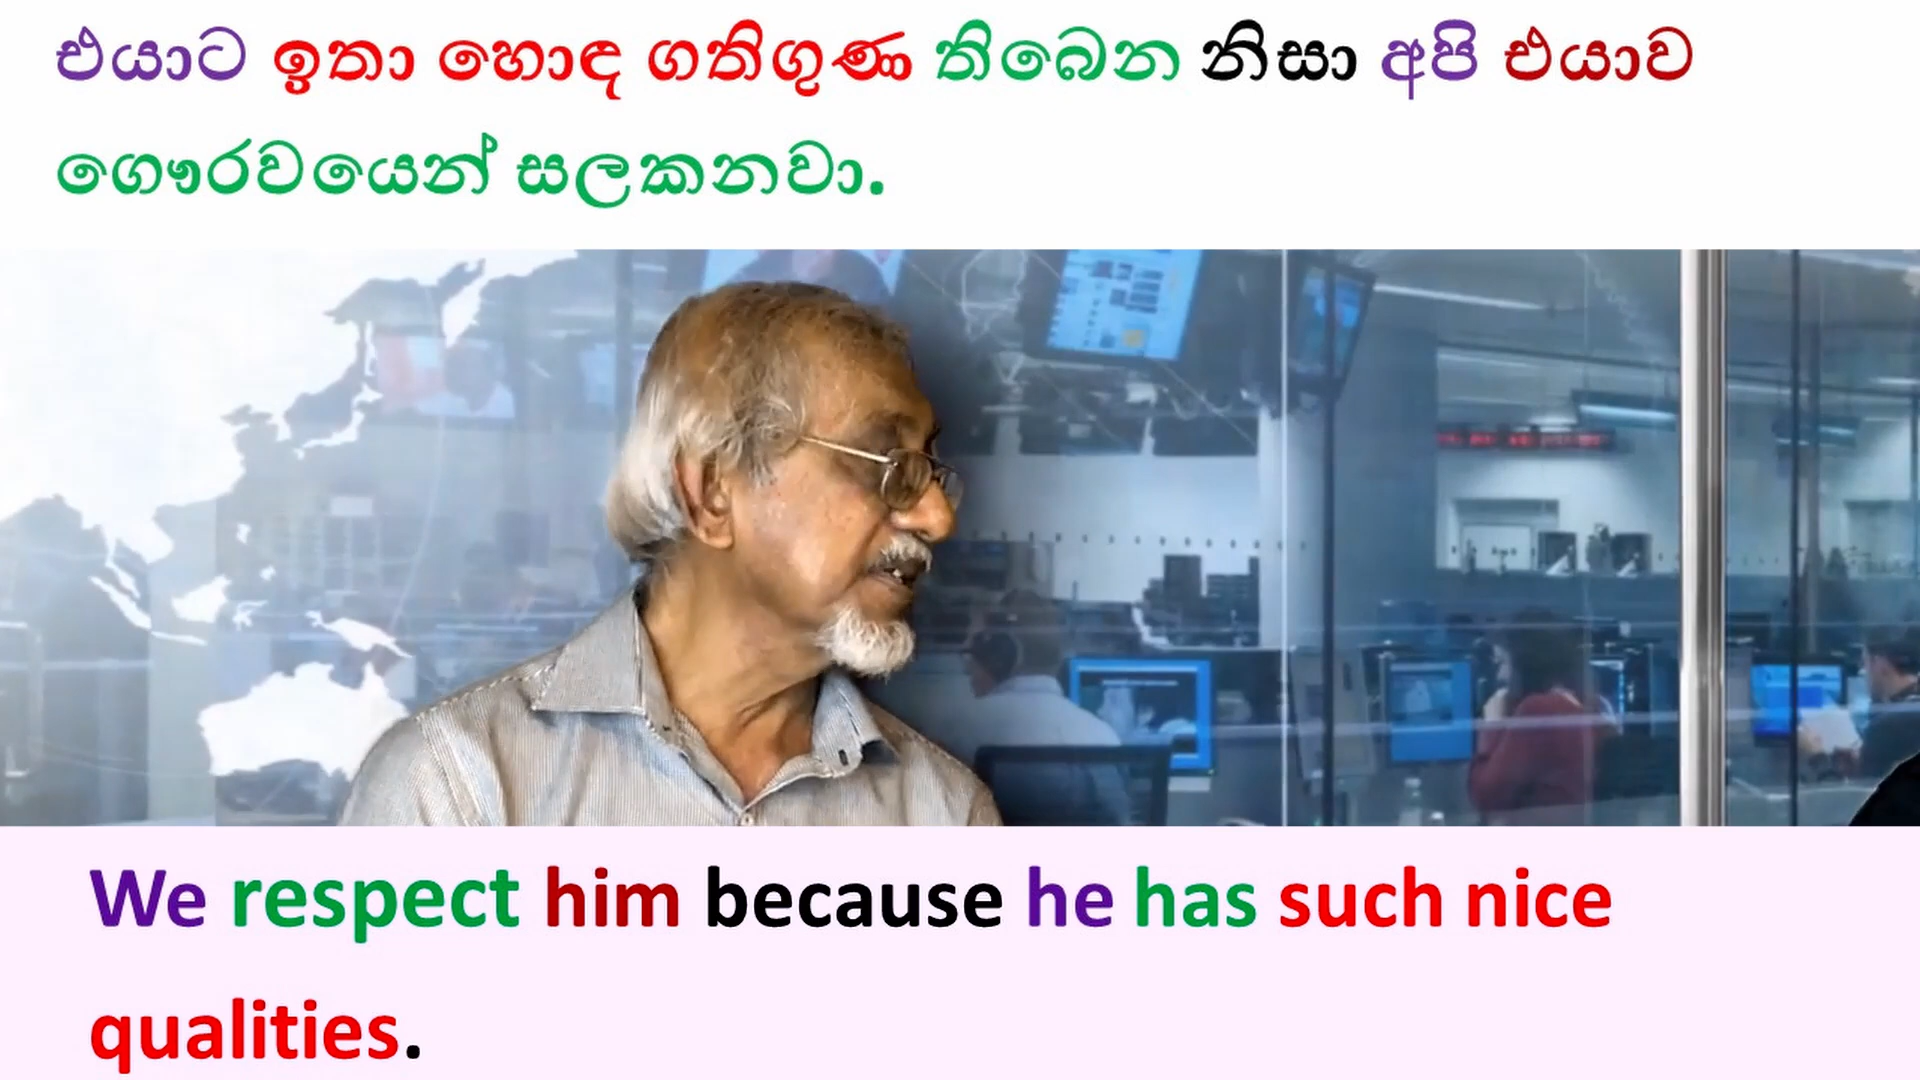 එයාට ඉතා හොඳ ගතිගුණ තිබෙන නිසා අපි එයාව
ගෞරවයෙන් සලකනවා.
We respect him because he has such nice
qualities.